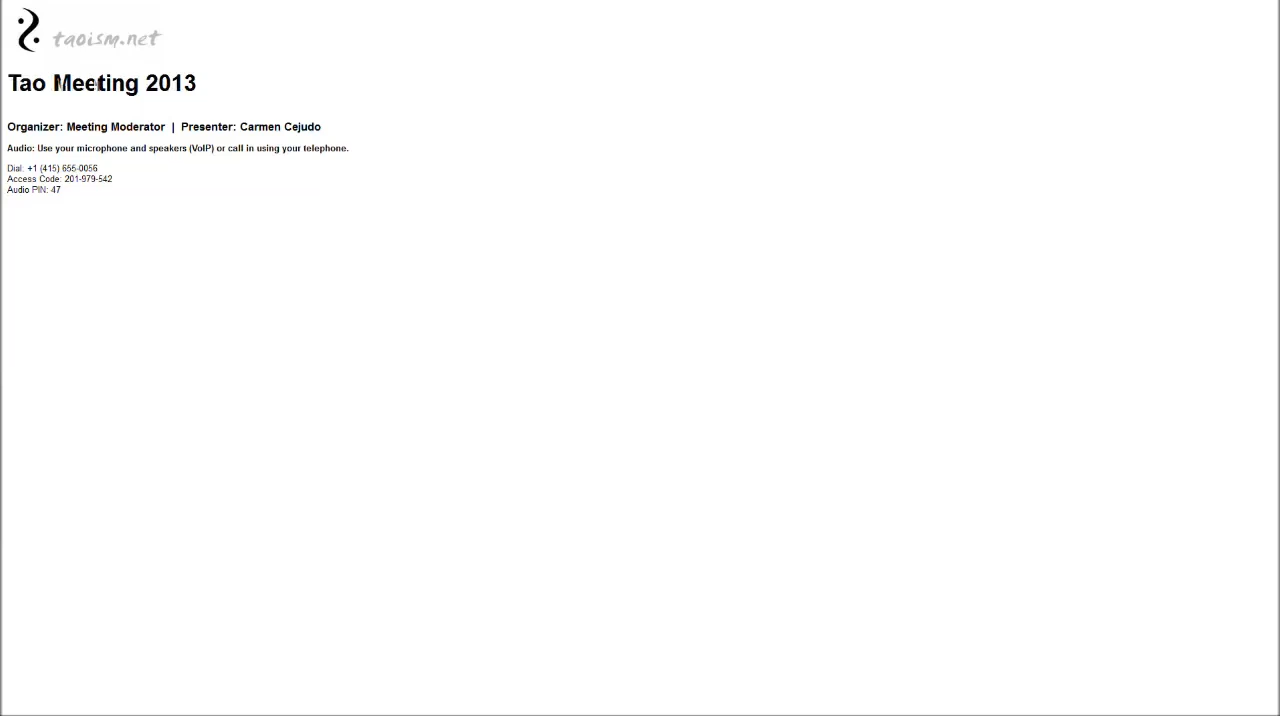 taoism.net
Tao Meeting 2013
Organizer: Meeting Moderator | Presenter: Carmen Cejudo
Audio: Use your microphone and speakers (VoIP) or call in using your telephone.
Dial: +1 (415) 655-0056
Access Code: 201-979-542
Audio PIN: 47